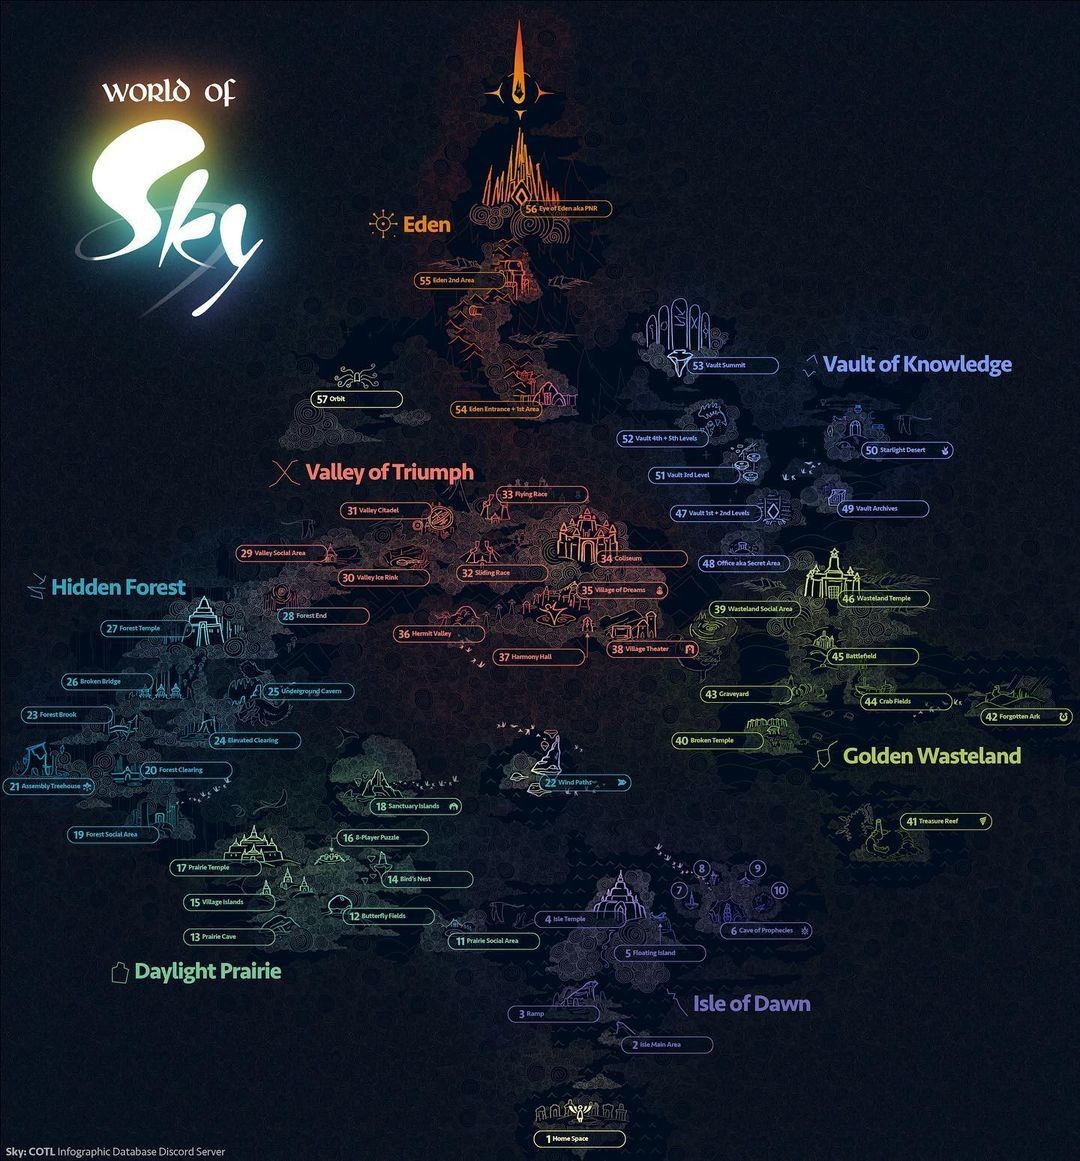 WORLD OF
Sky
56 Eye of Eden aka PNR
Eden
55 Eden 2nd Area
53 Vault Summit
Vault of Knowledge
57 Orbit
54 Eden Entrance + 1st Area
52 Vault 4th + 5th Levels
50 Starlight Desert
51 Vault 3rd Level
Valley of Triumph
33 Flying Race
31 Valley Citadel
47 Vault 1st + 2nd Levels
49 Vault Archives
29 Valley Social Area
34 Coliseum
48 Office aka Secret Area
30 Valley Ice Rink
32 Sliding Race
Hidden Forest
35 Village of Dreams
46 Wasteland Temple
39 Wasteland Social Area
28 Forest End
27 Forest Temple
36 Hermit Valley
38 Village Theater
37 Harmony Hall
45 Battlefield
26 Broken Bridge
25 Underground Cavern
43 Graveyard
44 Crab Fields
23 Forest Brook
42 Forgotten Ark
24 Elevated Clearing
40 Broken Temple
Golden Wasteland
20 Forest Clearing
21 Assembly Treehouse
22 Wind Paths
18 Sanctuary Islands
41 Treasure Reef
19 Forest Social Area
16 8-Player Puzzle
17 Prairie Temple
8
9
14 Bird's Nest
7
10
15 Village Islands
12 Butterfly Fields
4 Isle Temple
6 Cave of Prophecies
13 Prairie Cave
11 Prairie Social Area
5 Floating Island
Daylight Prairie
Isle of Dawn
3 Ramp
2 Isle Main Area
1 Home Space
Sky: COTL Infographic Database Discord Server